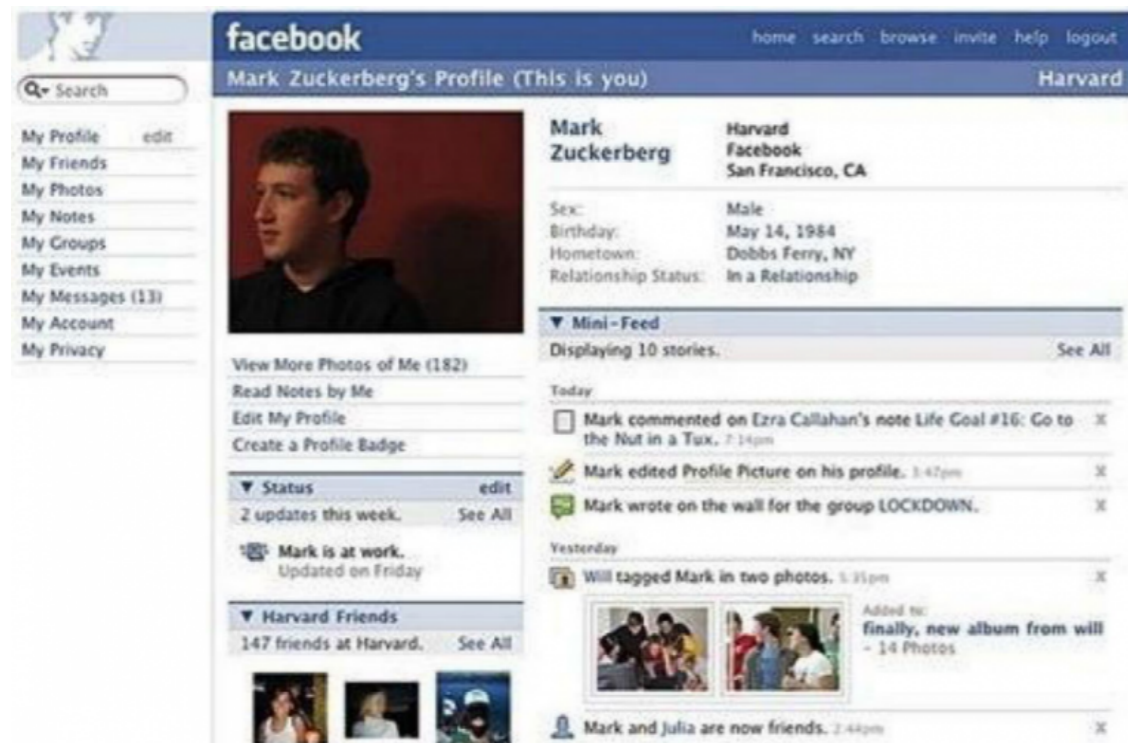 facebook
home search browse invite help logout
Mark Zuckerberg's Profile (This is you)
Harvard
Search
My Profile edit
My Friends
My Photos
My Notes
My Groups
My Events
My Messages (13)
My Account
My Privacy
View More Photos of Me (182)
Read Notes by Me
Edit My Profile
Create a Profile Badge
▼ Status edit
2 updates this week. See All
Mark is at work.
Updated on Friday
▼ Harvard Friends
147 friends at Harvard. See All
Mark
Zuckerberg
Harvard
Facebook
San Francisco, CA
Sex: Male
Birthday: May 14, 1984
Hometown: Dobbs Ferry, NY
Relationship Status: In a Relationship
▼ Mini-Feed
Displaying 10 stories. See All
Today
Mark commented on Ezra Callahan's note Life Goal #16: Go to
the Nut in a Tux. 7:14pm
Mark edited Profile Picture on his profile. 3:47pm
Mark wrote on the wall for the group LOCKDOWN.
Yesterday
Will tagged Mark in two photos. 5:35pm
Added to:
finally, new album from will
- 14 Photos
Mark and Julia are now friends. 2:44pm